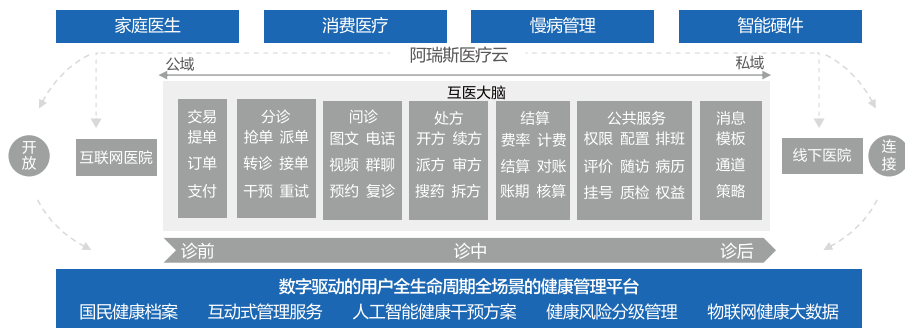 家庭医生
消费医疗
慢病管理
智能硬件
阿瑞斯医疗云
公域
私域
互医大脑
交易
提单
订单
支付
分诊
抢单 派单
转诊 接单
干预 重试
问诊
图文 电话
视频 群聊
预约 复诊
处方
开方 续方
派方 审方
搜药 拆方
结算
费率 计费
结算 对账
账期 核算
公共服务
权限 配置 排班
评价 随访 病历
挂号 质检 权益
消息
模板
通道
策略
开放
互联网医院
线下医院
连接
诊前
诊中
诊后
数字驱动的用户全生命周期全场景的健康管理平台
国民健康档案
互动式管理服务
人工智能健康干预方案
健康风险分级管理
物联网健康大数据